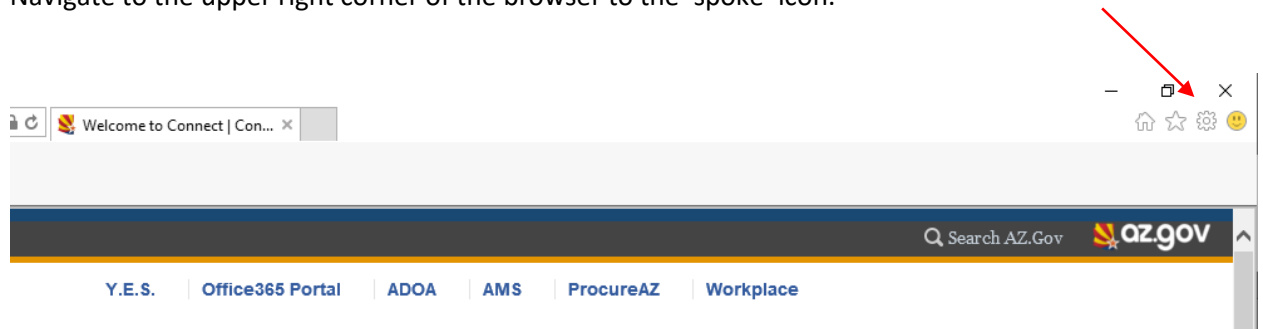 Navigate to the upper right corner of the browser to the 'spoke' icon.
Welcome to Connect | Con...
Search AZ.Gov
az.gov
Y.E.S. Office365 Portal ADOA AMS ProcureAZ Workplace